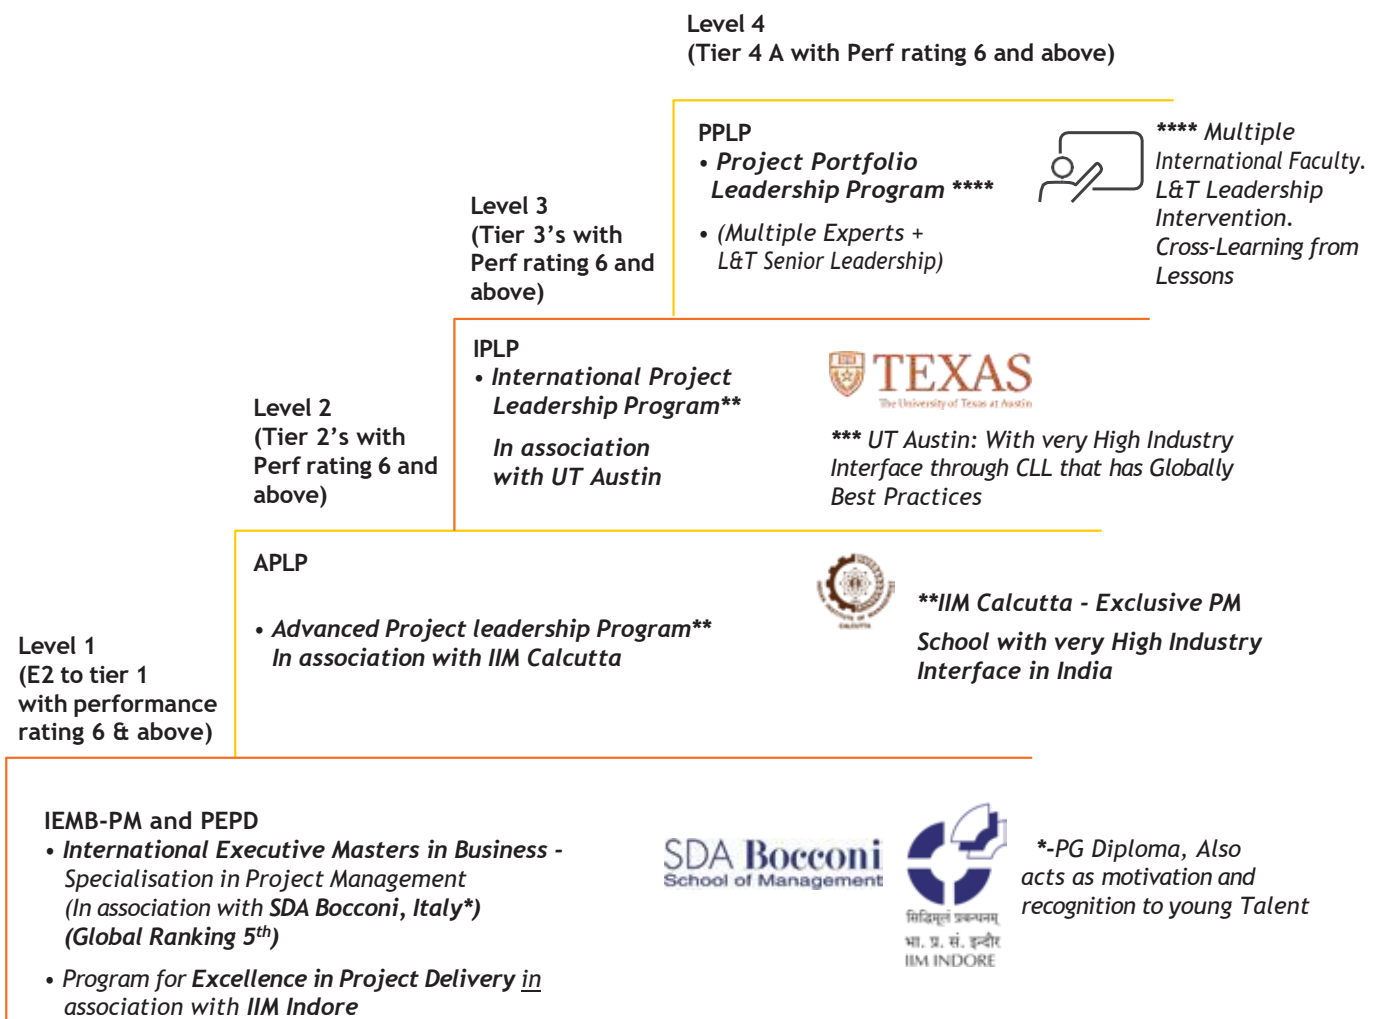 Level 4
(Tier 4 A with Perf rating 6 and above)
PPLP
• Project Portfolio
Leadership Program ****
• (Multiple Experts +
L&T Senior Leadership)
**** Multiple
International Faculty.
L&T Leadership
Intervention.
Cross-Learning from
Lessons
Level 3
(Tier 3’s with
Perf rating 6 and
above)
IPLP
• International Project
Leadership Program**
In association
with UT Austin
TEXAS
The University of Texas at Austin
*** UT Austin: With very High Industry
Interface through CLL that has Globally
Best Practices
Level 2
(Tier 2’s with
Perf rating 6 and
above)
APLP
• Advanced Project leadership Program**
In association with IIM Calcutta
INDIAN INSTITUTE OF MANAGEMENT
CALCUTTA
**IIM Calcutta - Exclusive PM
School with very High Industry
Interface in India
Level 1
(E2 to tier 1
with performance
rating 6 & above)
IEMB-PM and PEPD
• International Executive Masters in Business -
Specialisation in Project Management
(In association with SDA Bocconi, Italy*)
(Global Ranking 5th)
• Program for Excellence in Project Delivery in
association with IIM Indore
SDA Bocconi
School of Management
सिद्धिमूलं प्रबन्धनम्
भा. प्र. सं. इन्दौर
IIM INDORE
*-PG Diploma, Also
acts as motivation and
recognition to young Talent